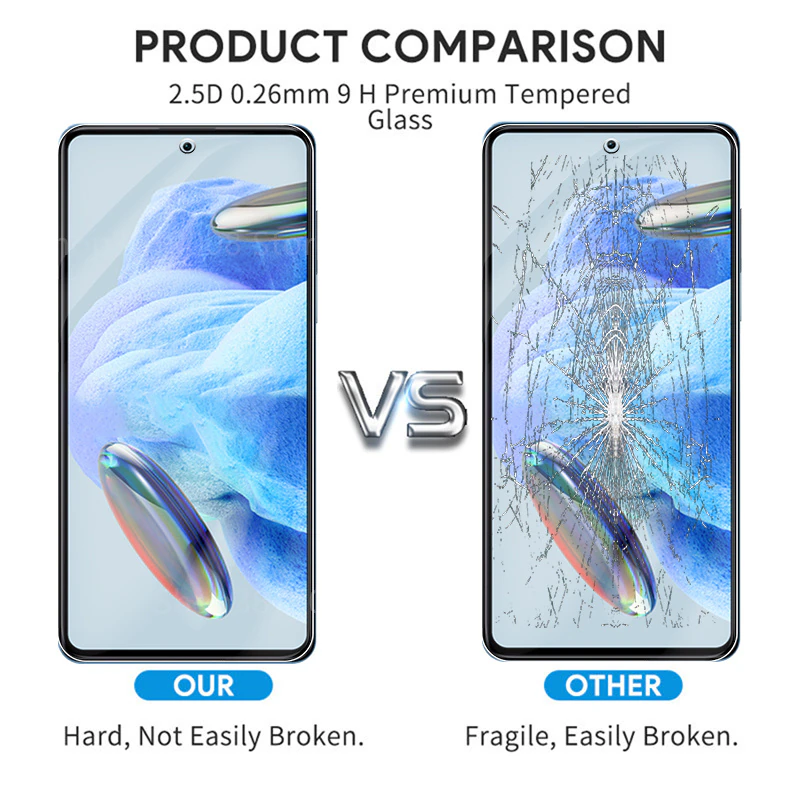 PRODUCT COMPARISON
2.5D 0.26mm 9 H Premium Tempered
Glass
VS
OUR
OTHER
Hard, Not Easily Broken.
Fragile, Easily Broken.